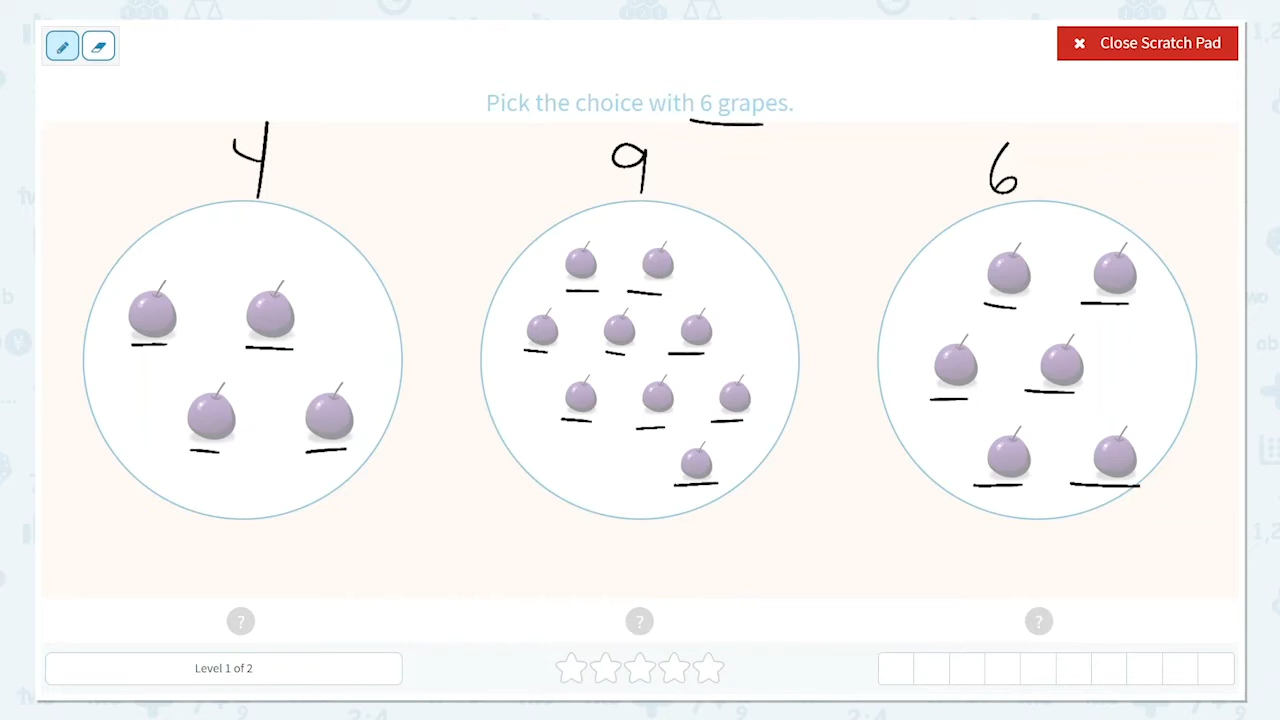 Close Scratch Pad
Pick the choice with 6 grapes.
4 9 6
? ? ?
Level 1 of 2